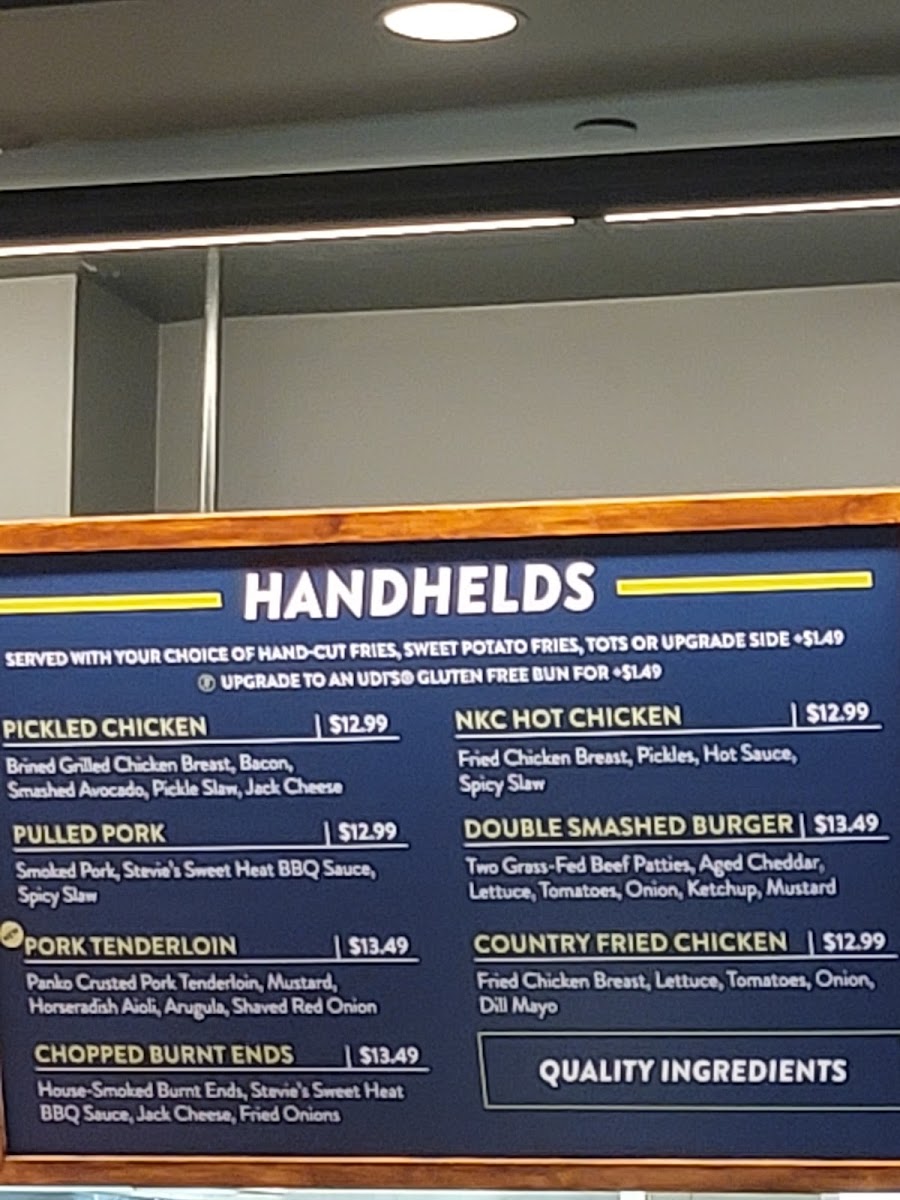 HANDHELDS
SERVED WITH YOUR CHOICE OF HAND-CUT FRIES, SWEET POTATO FRIES, TOTS OR UPGRADE SIDE +$1.49
UPGRADE TO AN UDI'S® GLUTEN FREE BUN FOR +$1.49
PICKLED CHICKEN | $12.99
Brined Grilled Chicken Breast, Bacon,
Smashed Avocado, Pickle Slaw, Jack Cheese
PULLED PORK | $12.99
Smoked Pork, Stevie's Sweet Heat BBQ Sauce,
Spicy Slaw
PORK TENDERLOIN | $13.49
Panko Crusted Pork Tenderloin, Mustard,
Horseradish Aioli, Arugula, Shaved Red Onion
CHOPPED BURNT ENDS | $13.49
House-Smoked Burnt Ends, Stevie's Sweet Heat
BBQ Sauce, Jack Cheese, Fried Onions
NKC HOT CHICKEN | $12.99
Fried Chicken Breast, Pickles, Hot Sauce,
Spicy Slaw
DOUBLE SMASHED BURGER | $13.49
Two Grass-Fed Beef Patties, Aged Cheddar,
Lettuce, Tomatoes, Onion, Ketchup, Mustard
COUNTRY FRIED CHICKEN | $12.99
Fried Chicken Breast, Lettuce, Tomatoes, Onion,
Dill Mayo
QUALITY INGREDIENTS